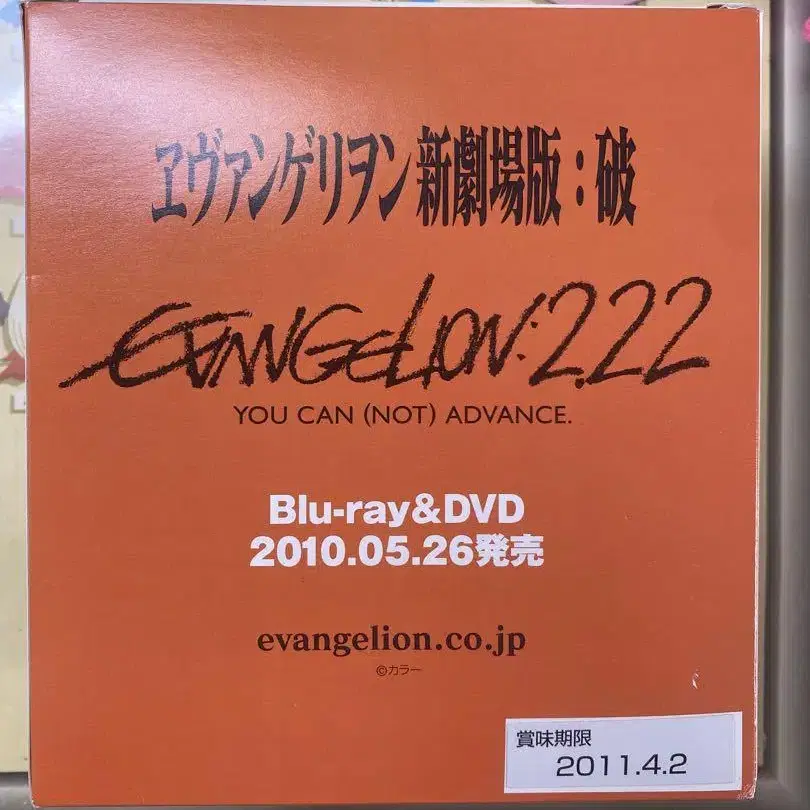 ヱヴァンゲリヲン新劇場版:破
EVANGELION:2.22
YOU CAN (NOT) ADVANCE.
Blu-ray&DVD
2010.05.26発売
evangelion.co.jp
©カラー
賞味期限
2011.4.2